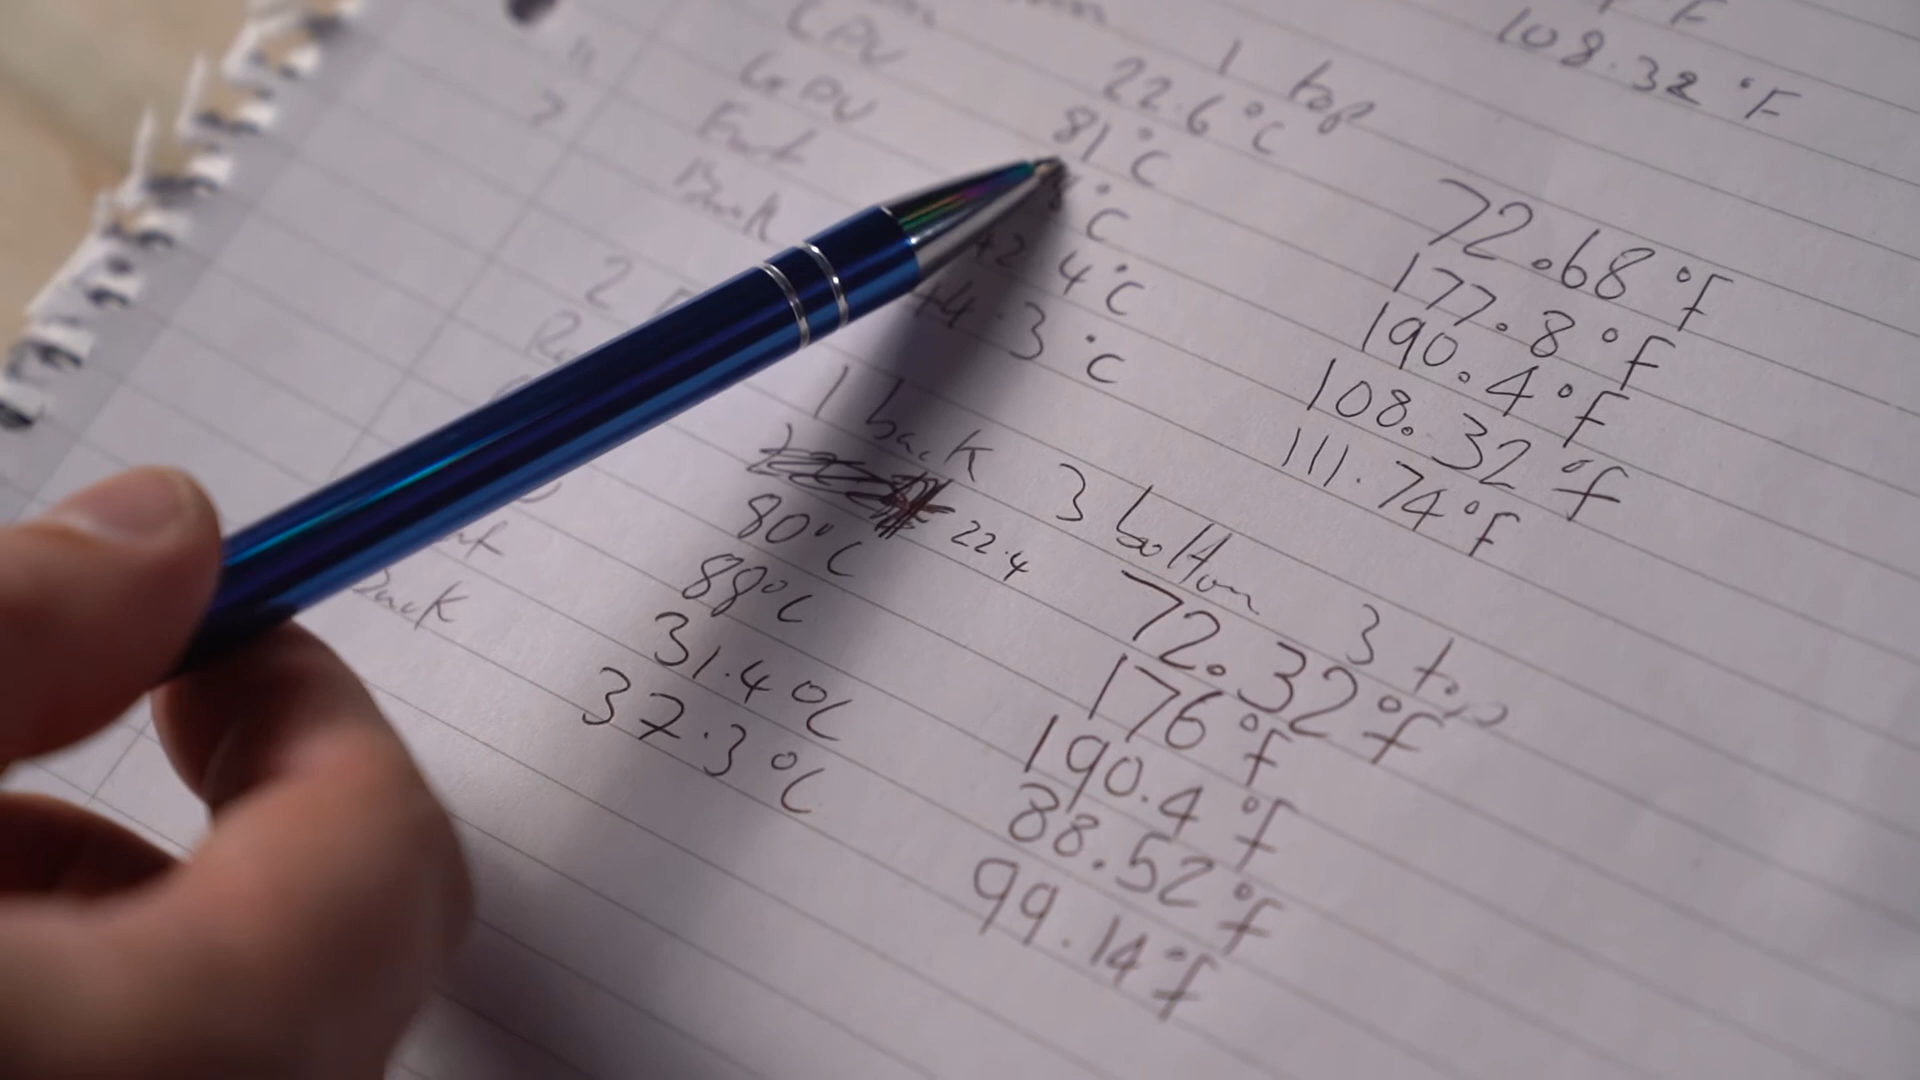 108.32 °F
1 top
CPU 22.6°C 72.68°F
GPU 81°C 177.8°F
°C 190.4°F
Back 42.4°C 108.32°F
44.3°C 111.74°F
2
1 back 3 bottom 3 top
22.4 72.32°F
80°C 176°F
88°C 190.4°F
31.4°C 88.52°F
Back 37.3°C 99.14°F